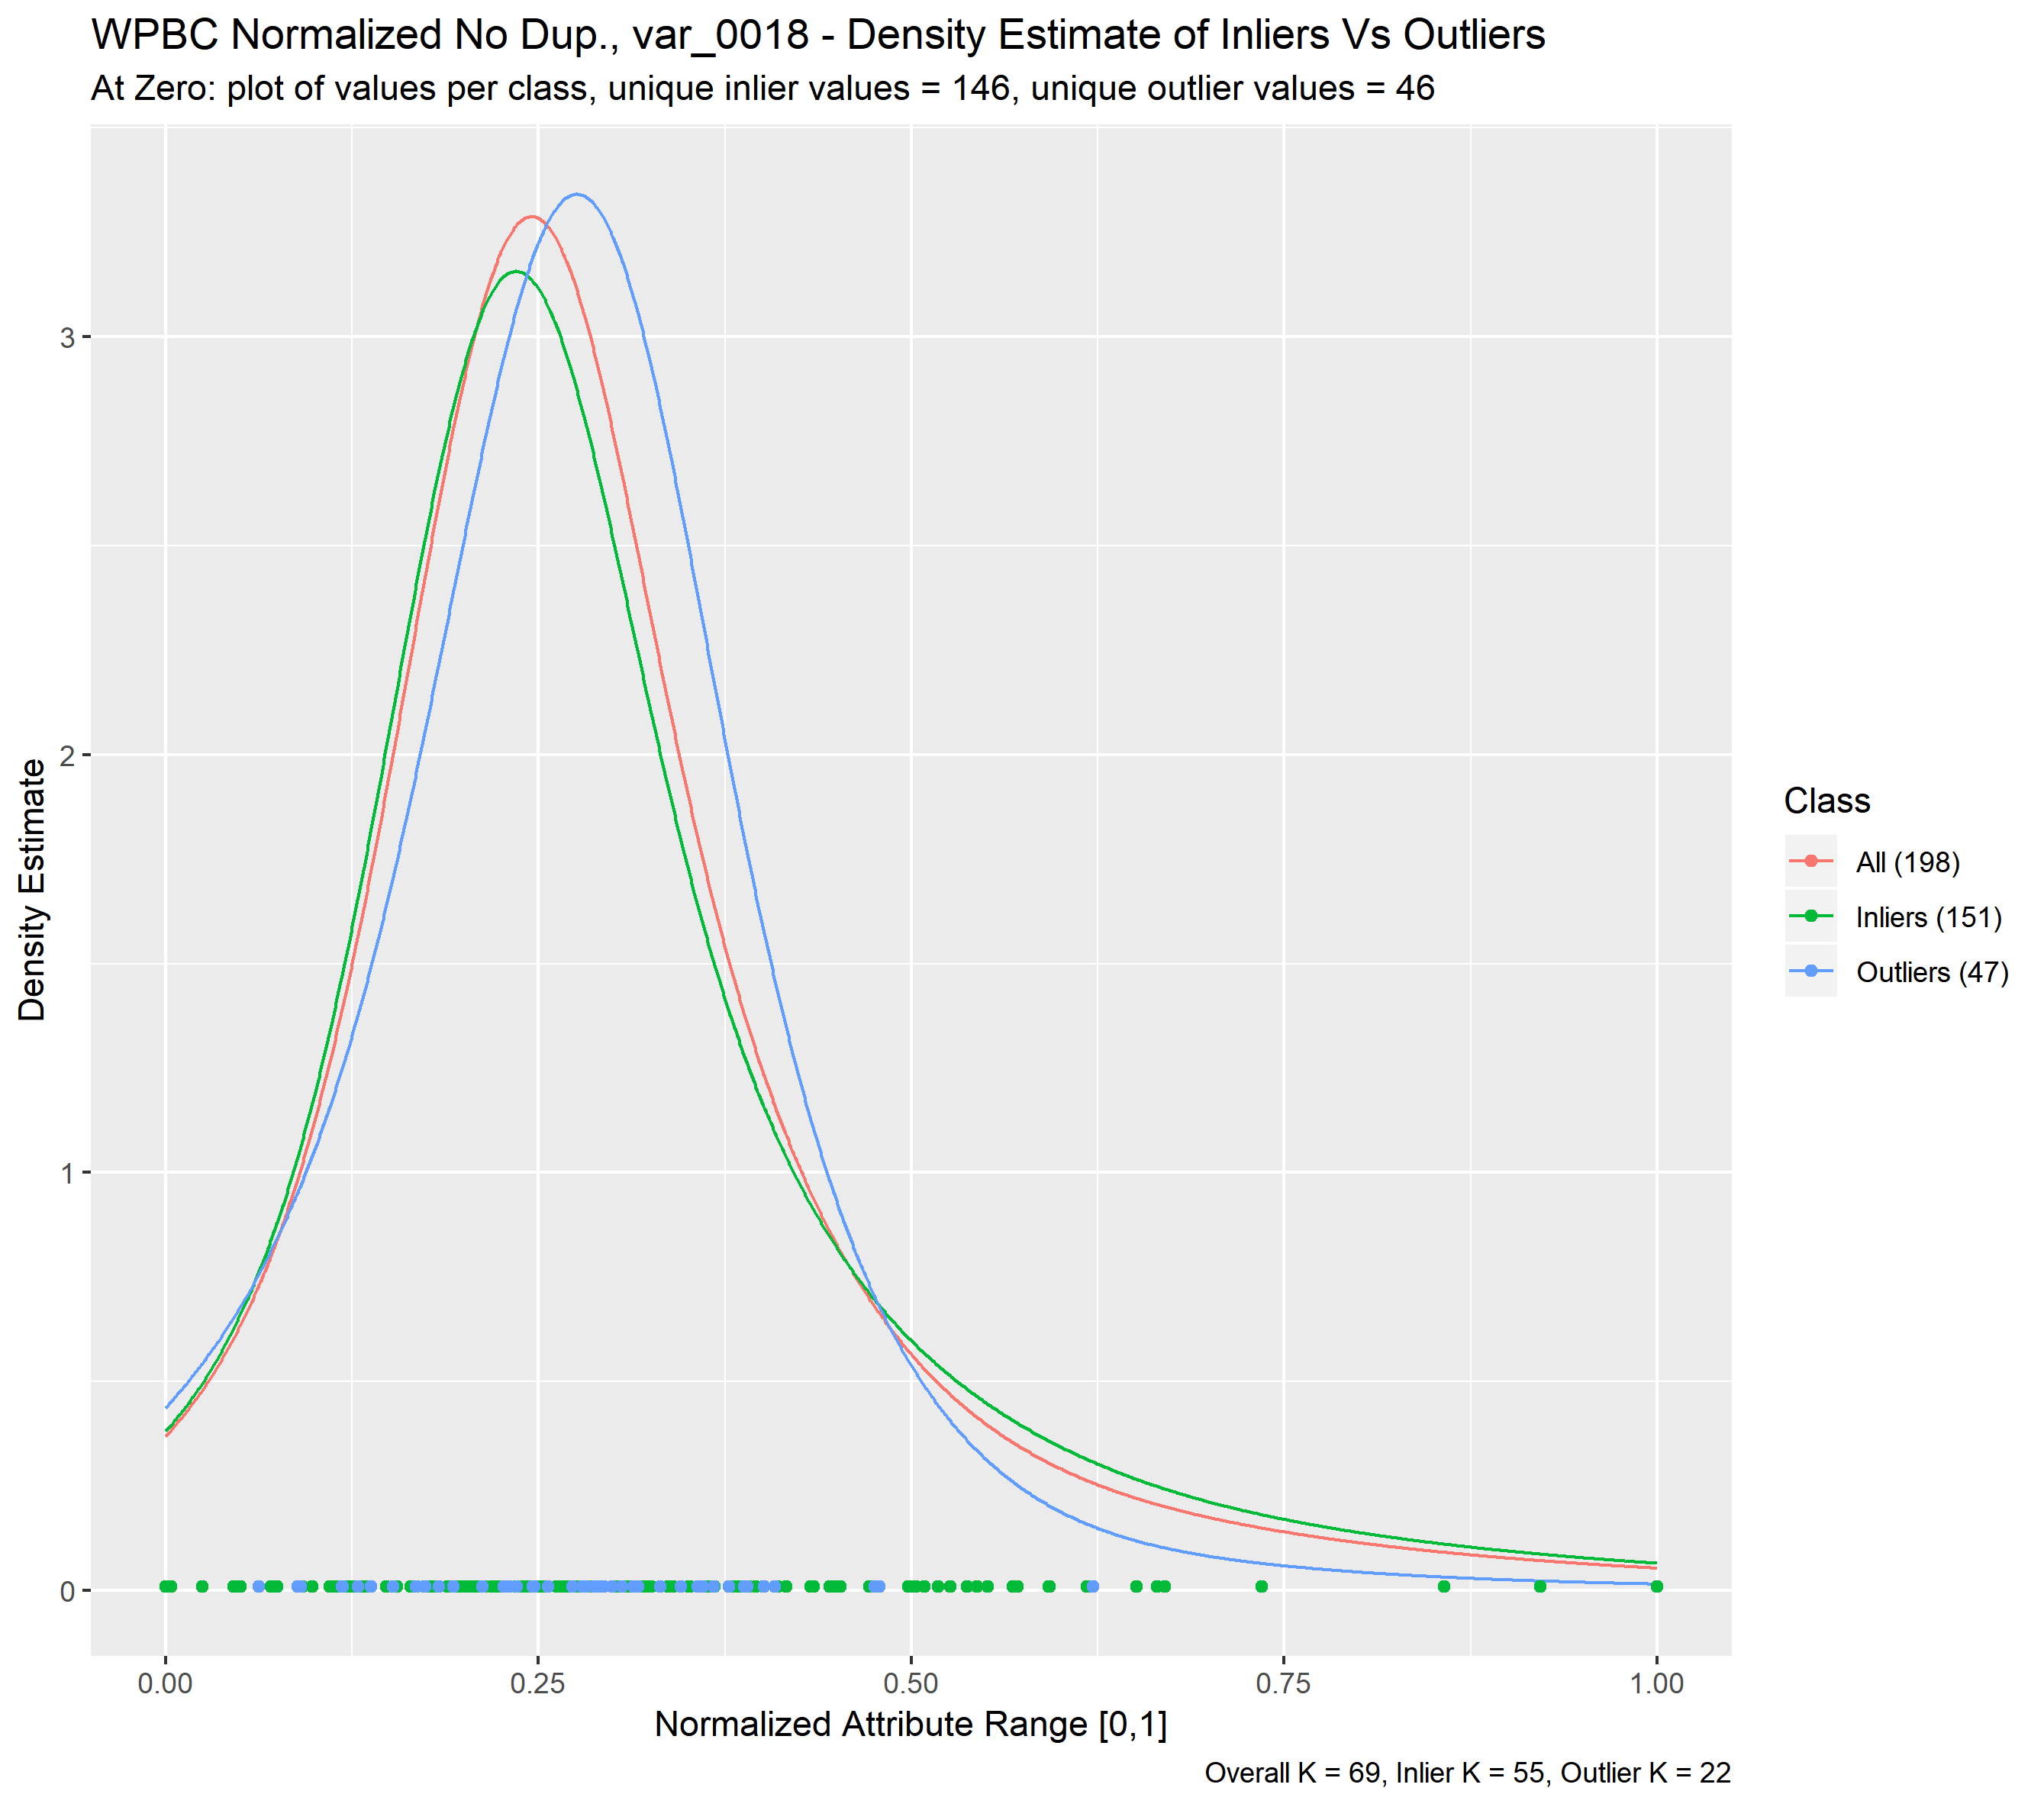 WPBC Normalized No Dup., var_0018 - Density Estimate of Inliers Vs Outliers
At Zero: plot of values per class, unique inlier values = 146, unique outlier values = 46
Density Estimate
3
2
1
0
0.00
0.25
0.50
0.75
1.00
Normalized Attribute Range [0,1]
Class
All (198)
Inliers (151)
Outliers (47)
Overall K = 69, Inlier K = 55, Outlier K = 22